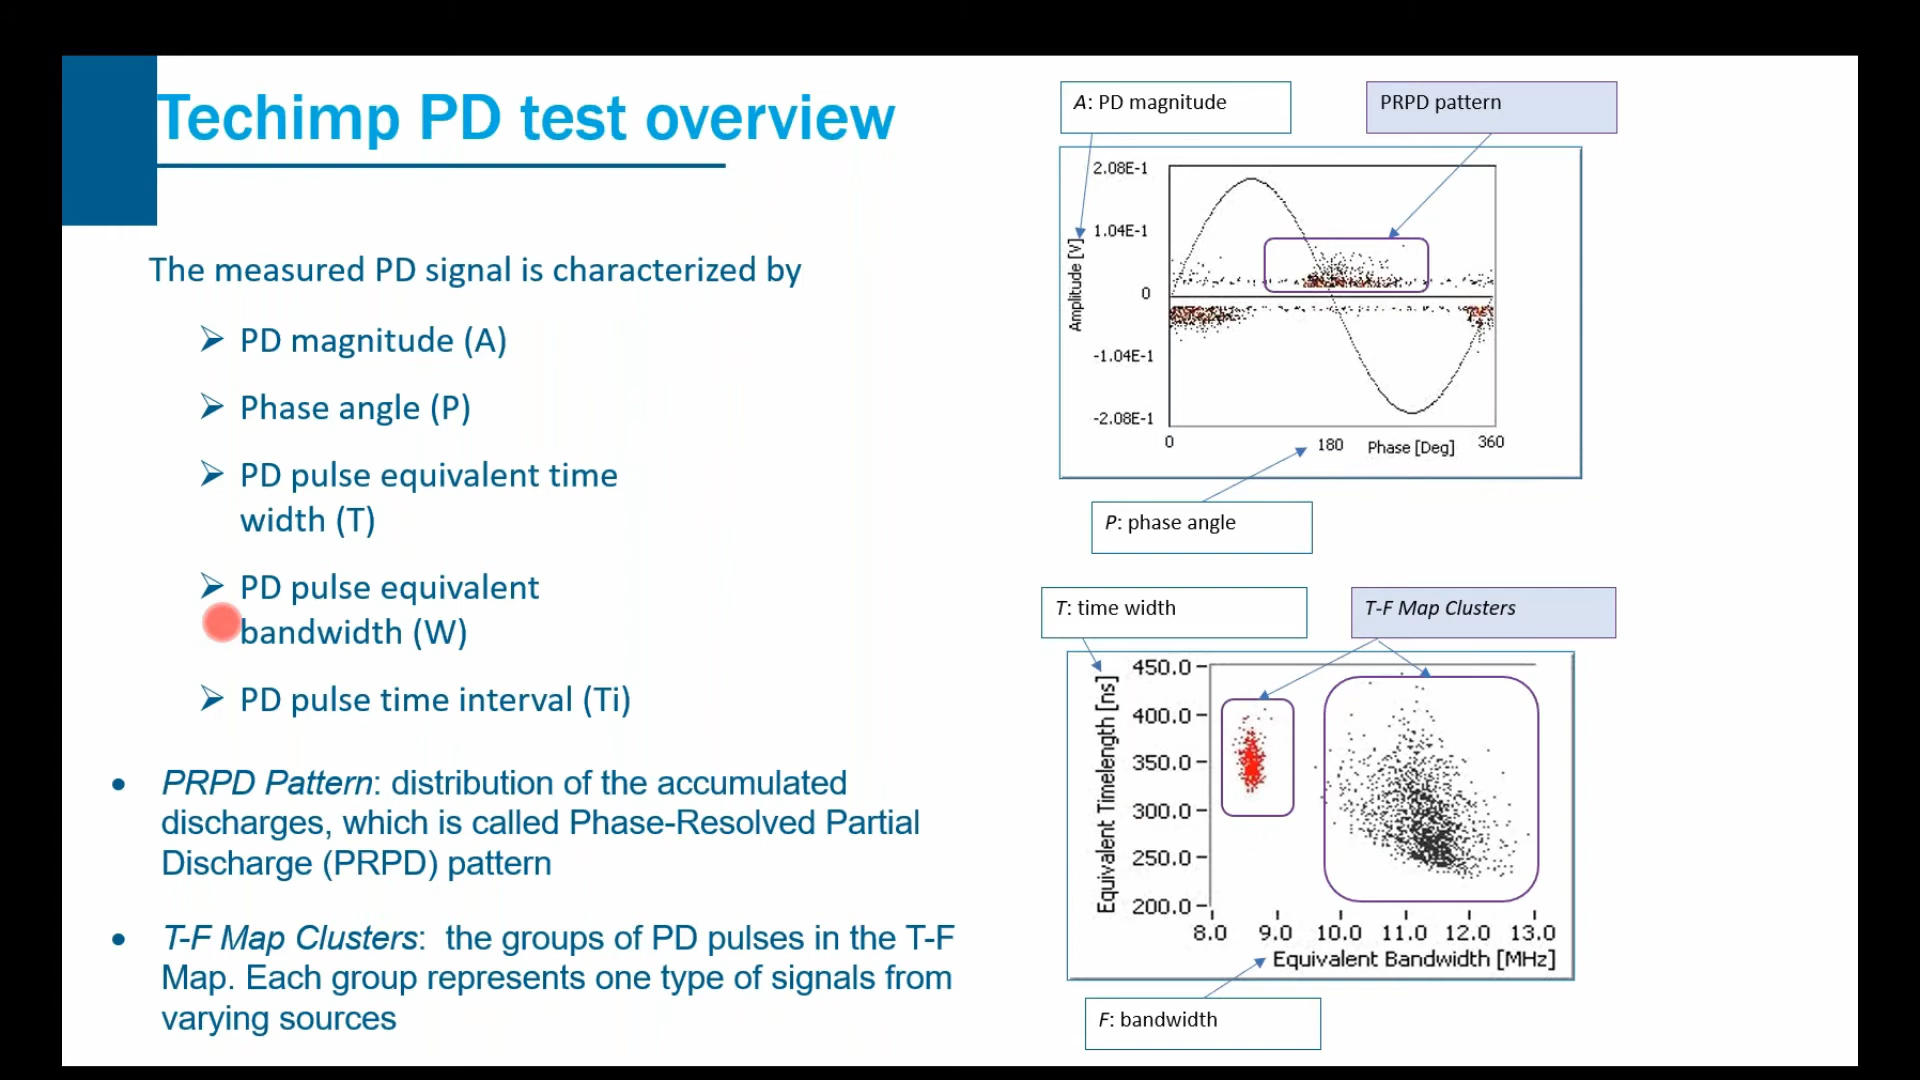 Techimp PD test overview
The measured PD signal is characterized by
PD magnitude (A)
Phase angle (P)
PD pulse equivalent time
width (T)
PD pulse equivalent
bandwidth (W)
PD pulse time interval (Ti)
PRPD Pattern: distribution of the accumulated
discharges, which is called Phase-Resolved Partial
Discharge (PRPD) pattern
T-F Map Clusters: the groups of PD pulses in the T-F
Map. Each group represents one type of signals from
varying sources
A: PD magnitude
PRPD pattern
2.08E-1
1.04E-1
0
-1.04E-1
-2.08E-1
Amplitude [V]
0
180
Phase [Deg]
360
P: phase angle
T: time width
T-F Map Clusters
450.0
400.0
350.0
300.0
250.0
200.0
Equivalent Timelength [ns]
8.0 9.0 10.0 11.0 12.0 13.0
Equivalent Bandwidth [MHz]
F: bandwidth